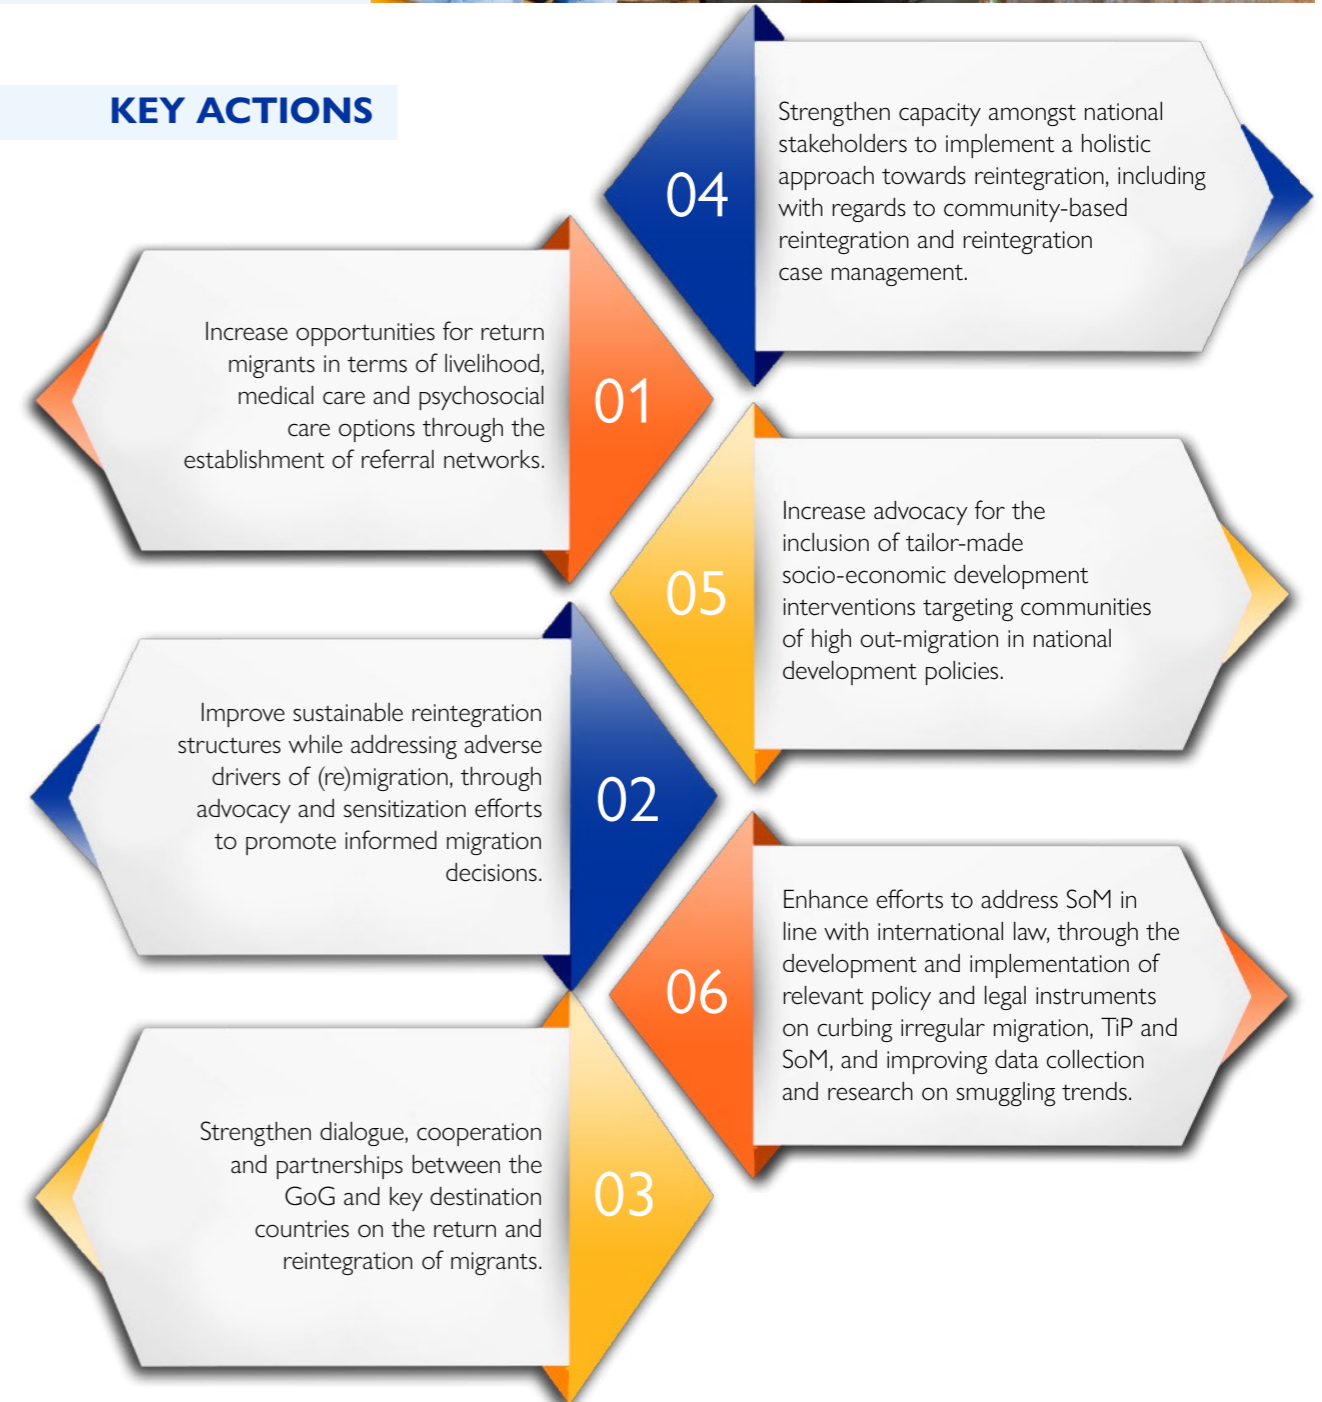 KEY ACTIONS
01
Increase opportunities for return
migrants in terms of livelihood,
medical care and psychosocial
care options through the
establishment of referral networks.
02
Improve sustainable reintegration
structures while addressing adverse
drivers of (re)migration, through
advocacy and sensitization efforts
to promote informed migration
decisions.
03
Strengthen dialogue, cooperation
and partnerships between the
GoG and key destination
countries on the return and
reintegration of migrants.
04
Strengthen capacity amongst national
stakeholders to implement a holistic
approach towards reintegration, including
with regards to community-based
reintegration and reintegration
case management.
05
Increase advocacy for the
inclusion of tailor-made
socio-economic development
interventions targeting communities
of high out-migration in national
development policies.
06
Enhance efforts to address SoM in
line with international law, through the
development and implementation of
relevant policy and legal instruments
on curbing irregular migration, TiP and
SoM, and improving data collection
and research on smuggling trends.